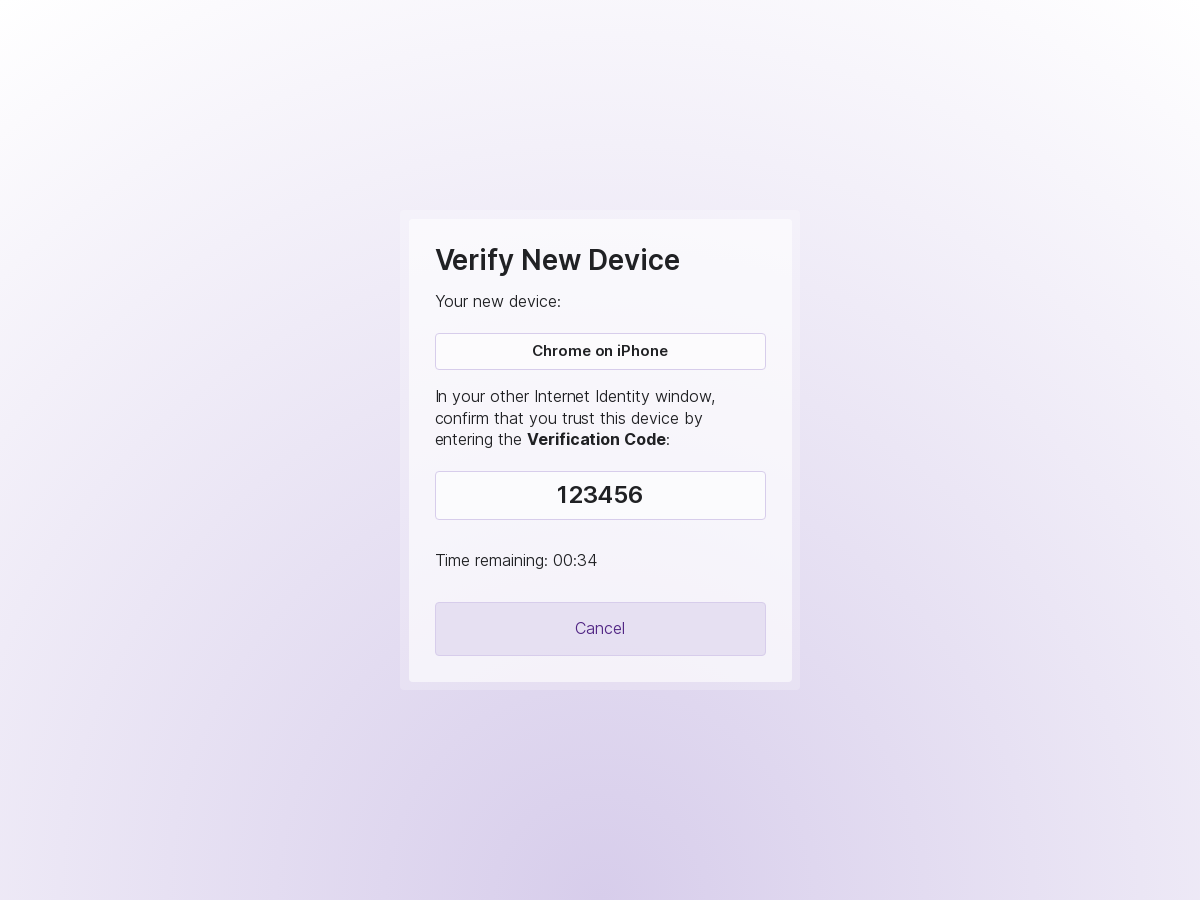 Verify New Device
Your new device:
Chrome on iPhone
In your other Internet Identity window,
confirm that you trust this device by
entering the Verification Code:
123456
Time remaining: 00:34
Cancel